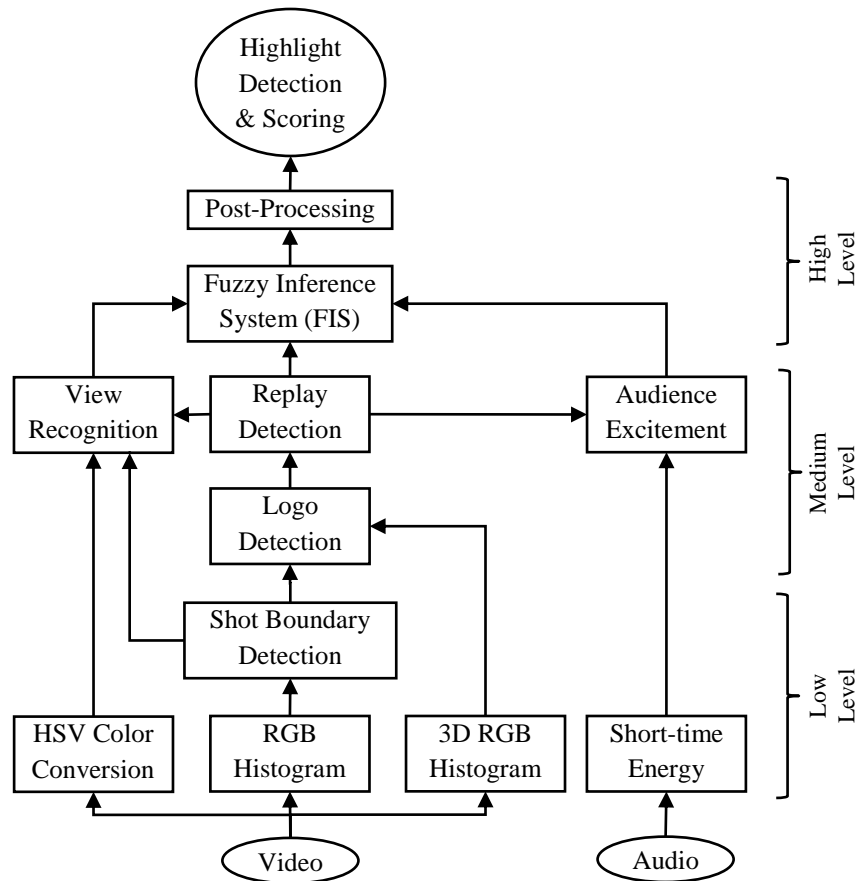 Highlight
Detection
& Scoring
Post-Processing
Fuzzy Inference
System (FIS)
View
Recognition
Replay
Detection
Audience
Excitement
Logo
Detection
Shot Boundary
Detection
HSV Color
Conversion
RGB
Histogram
3D RGB
Histogram
Short-time
Energy
Video
Audio
High
Level
Medium
Level
Low
Level